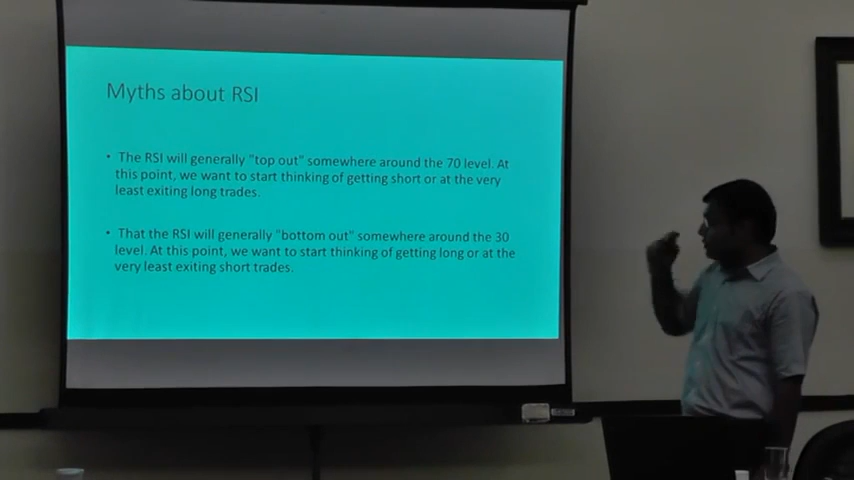 Myths about RSI
• The RSI will generally "top out" somewhere around the 70 level. At
this point, we want to start thinking of getting short or at the very
least exiting long trades.
• That the RSI will generally "bottom out" somewhere around the 30
level. At this point, we want to start thinking of getting long or at the
very least exiting short trades.